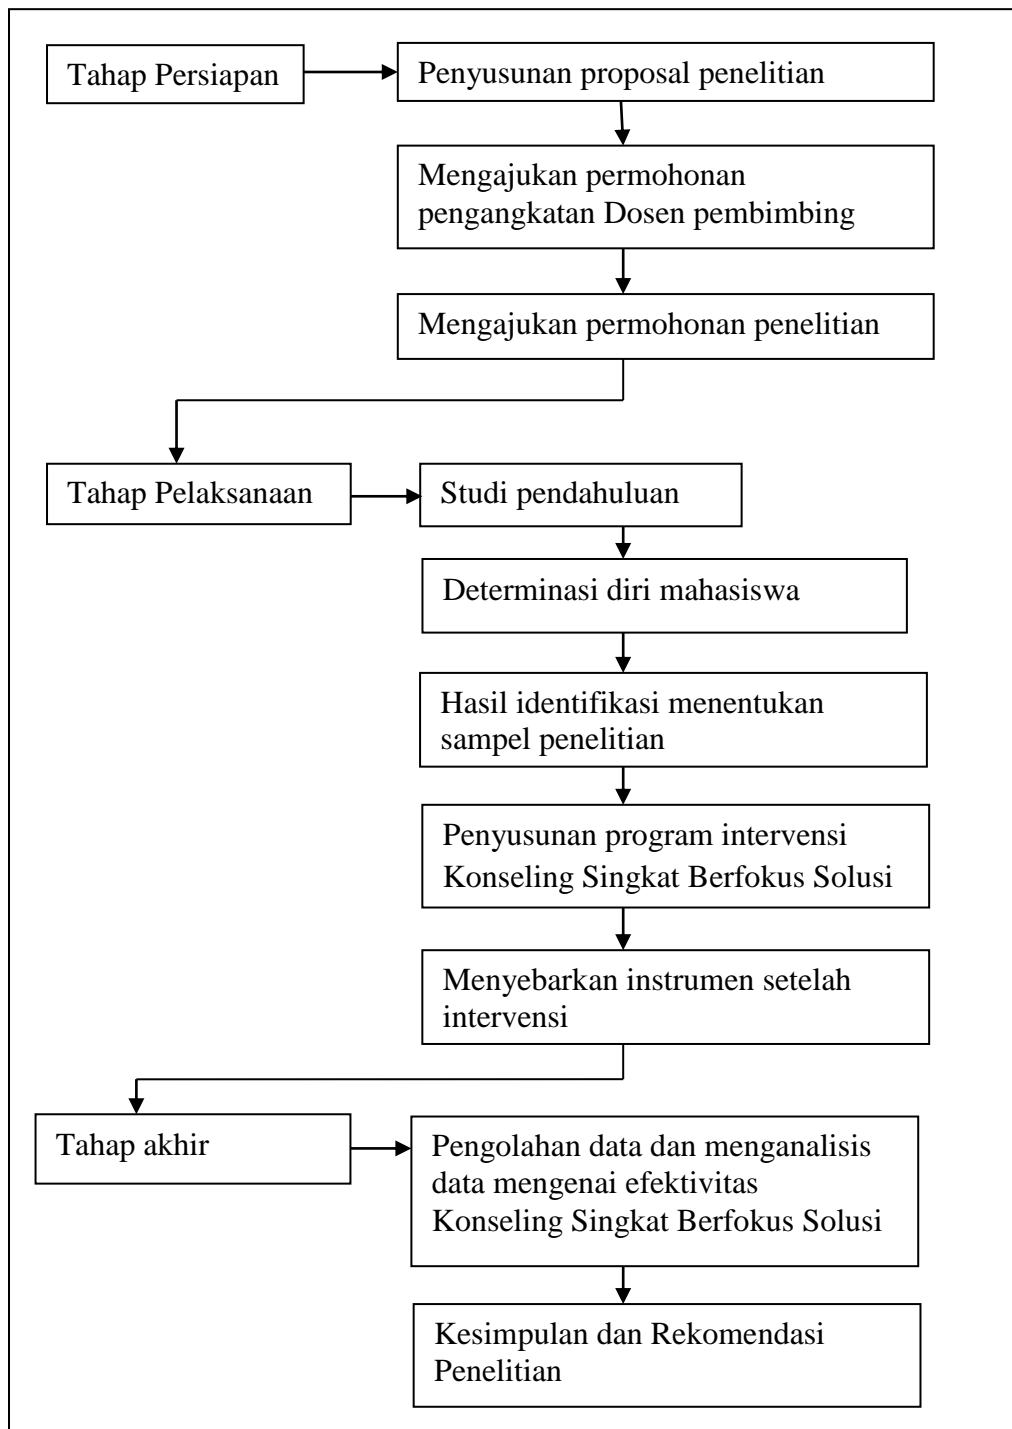 Tahap Persiapan
Penyusunan proposal penelitian
Mengajukan permohonan
pengangkatan Dosen pembimbing
Mengajukan permohonan penelitian
Tahap Pelaksanaan
Studi pendahuluan
Determinasi diri mahasiswa
Hasil identifikasi menentukan
sampel penelitian
Penyusunan program intervensi
Konseling Singkat Berfokus Solusi
Menyebarkan instrumen setelah
intervensi
Tahap akhir
Pengolahan data dan menganalisis
data mengenai efektivitas
Konseling Singkat Berfokus Solusi
Kesimpulan dan Rekomendasi
Penelitian